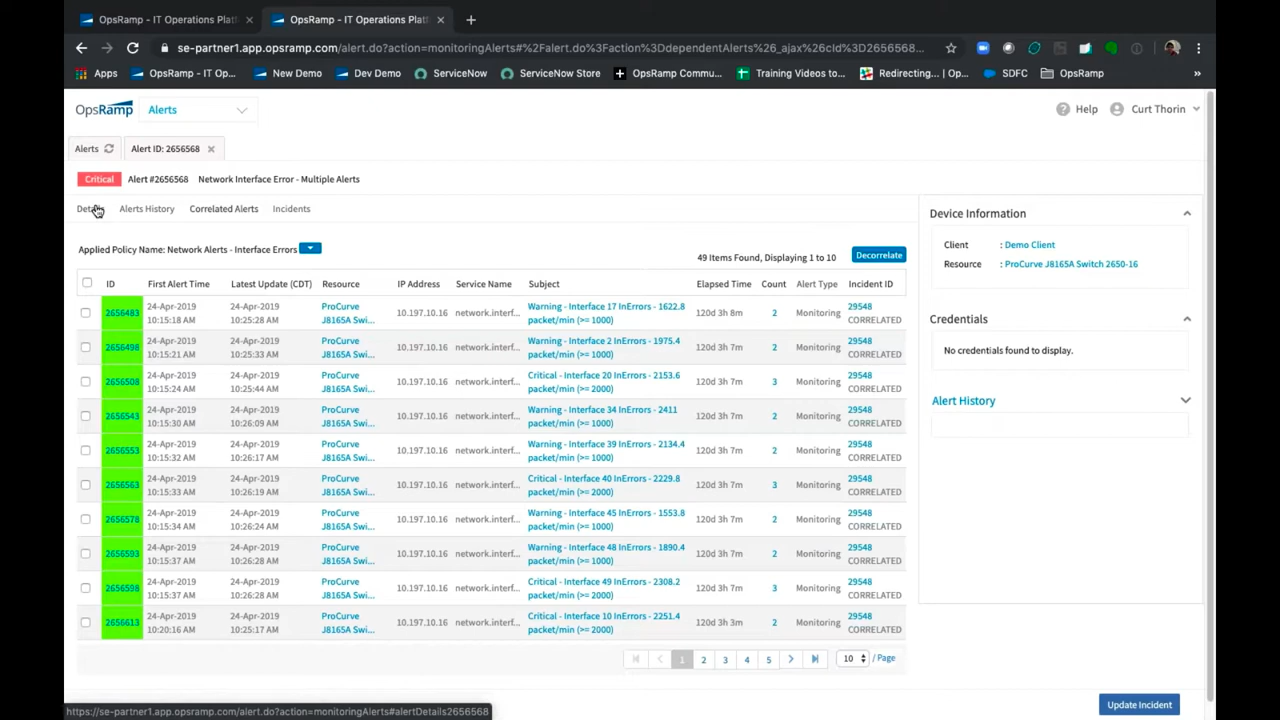 OpsRamp - IT Operations Platf
OpsRamp - IT Operations Platf
se-partner1.app.opsramp.com/alert.do?action=monitoringAlerts#%2Falert.do%3Faction%3DdependentAlerts%26_ajax%26cId%3D2656568...
Apps
OpsRamp - IT Op...
New Demo
Dev Demo
ServiceNow
ServiceNow Store
OpsRamp Commu...
Training Videos to...
Redirecting... | Op...
SDFC
OpsRamp
»
OpsRamp
Alerts
Help
Curt Thorin
Alerts
Alert ID: 2656568
Critical
Alert #2656568
Network Interface Error - Multiple Alerts
Details
Alerts History
Correlated Alerts
Incidents
Applied Policy Name: Network Alerts - Interface Errors
49 Items Found, Displaying 1 to 10
Decorrelate
ID First Alert Time Latest Update (CDT) Resource IP Address Service Name Subject Elapsed Time Count Alert Type Incident ID
2656483 24-Apr-2019 10:15:18 AM 24-Apr-2019 10:25:28 AM ProCurve J8165A Swi... 10.197.10.16 network.interf... Warning - Interface 17 InErrors - 1622.8 packet/min (>= 1000) 120d 3h 8m 2 Monitoring 29548 CORRELATED
2656498 24-Apr-2019 10:15:21 AM 24-Apr-2019 10:25:33 AM ProCurve J8165A Swi... 10.197.10.16 network.interf... Warning - Interface 2 InErrors - 1975.4 packet/min (>= 1000) 120d 3h 7m 2 Monitoring 29548 CORRELATED
2656508 24-Apr-2019 10:15:24 AM 24-Apr-2019 10:25:44 AM ProCurve J8165A Swi... 10.197.10.16 network.interf... Critical - Interface 20 InErrors - 2153.6 packet/min (>= 2000) 120d 3h 7m 3 Monitoring 29548 CORRELATED
2656543 24-Apr-2019 10:15:30 AM 24-Apr-2019 10:26:09 AM ProCurve J8165A Swi... 10.197.10.16 network.interf... Warning - Interface 34 InErrors - 2411 packet/min (>= 1000) 120d 3h 7m 2 Monitoring 29548 CORRELATED
2656553 24-Apr-2019 10:15:32 AM 24-Apr-2019 10:26:17 AM ProCurve J8165A Swi... 10.197.10.16 network.interf... Warning - Interface 39 InErrors - 2134.4 packet/min (>= 1000) 120d 3h 7m 2 Monitoring 29548 CORRELATED
2656563 24-Apr-2019 10:15:33 AM 24-Apr-2019 10:26:19 AM ProCurve J8165A Swi... 10.197.10.16 network.interf... Critical - Interface 40 InErrors - 2229.8 packet/min (>= 2000) 120d 3h 7m 3 Monitoring 29548 CORRELATED
2656578 24-Apr-2019 10:15:34 AM 24-Apr-2019 10:26:24 AM ProCurve J8165A Swi... 10.197.10.16 network.interf... Warning - Interface 45 InErrors - 1553.8 packet/min (>= 1000) 120d 3h 7m 2 Monitoring 29548 CORRELATED
2656593 24-Apr-2019 10:15:37 AM 24-Apr-2019 10:26:28 AM ProCurve J8165A Swi... 10.197.10.16 network.interf... Warning - Interface 48 InErrors - 1890.4 packet/min (>= 1000) 120d 3h 7m 2 Monitoring 29548 CORRELATED
2656598 24-Apr-2019 10:15:37 AM 24-Apr-2019 10:26:28 AM ProCurve J8165A Swi... 10.197.10.16 network.interf... Critical - Interface 49 InErrors - 2308.2 packet/min (>= 2000) 120d 3h 7m 3 Monitoring 29548 CORRELATED
2656613 24-Apr-2019 10:20:16 AM 24-Apr-2019 10:25:17 AM ProCurve J8165A Swi... 10.197.10.16 network.interf... Critical - Interface 10 InErrors - 2251.4 packet/min (>= 2000) 120d 3h 3m 2 Monitoring 29548 CORRELATED
1 2 3 4 5 10 / Page
Device Information
Client : Demo Client
Resource : ProCurve J8165A Switch 2650-16
Credentials
No credentials found to display.
Alert History
Update Incident
https://se-partner1.app.opsramp.com/alert.do?action=monitoringAlerts#alertDetails2656568